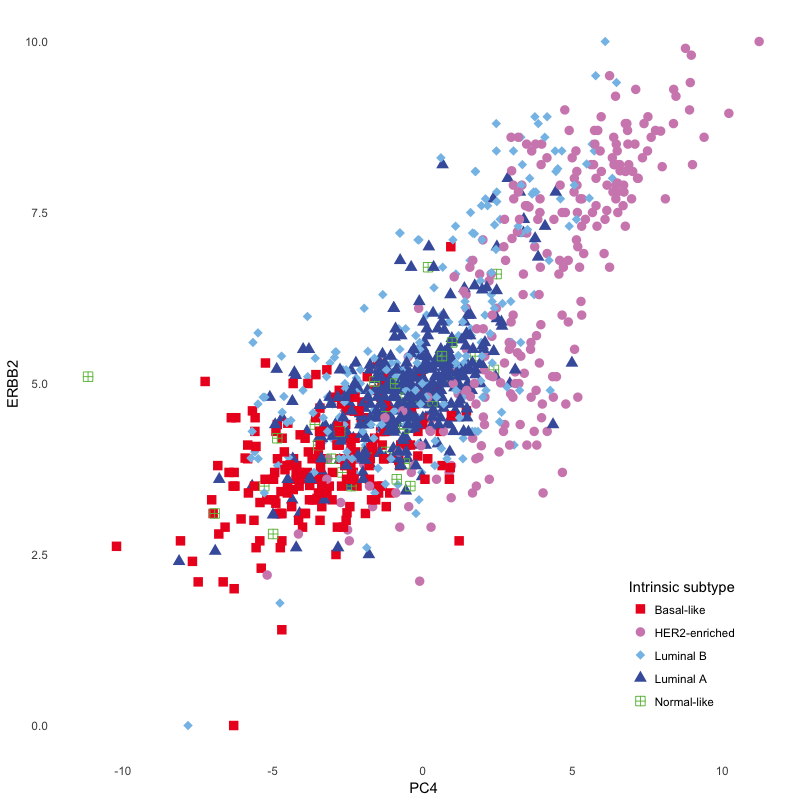 10.0
7.5
5.0
2.5
0.0
ERBB2
-10
-5
0
5
10
PC4
Intrinsic subtype
Basal-like
HER2-enriched
Luminal B
Luminal A
Normal-like